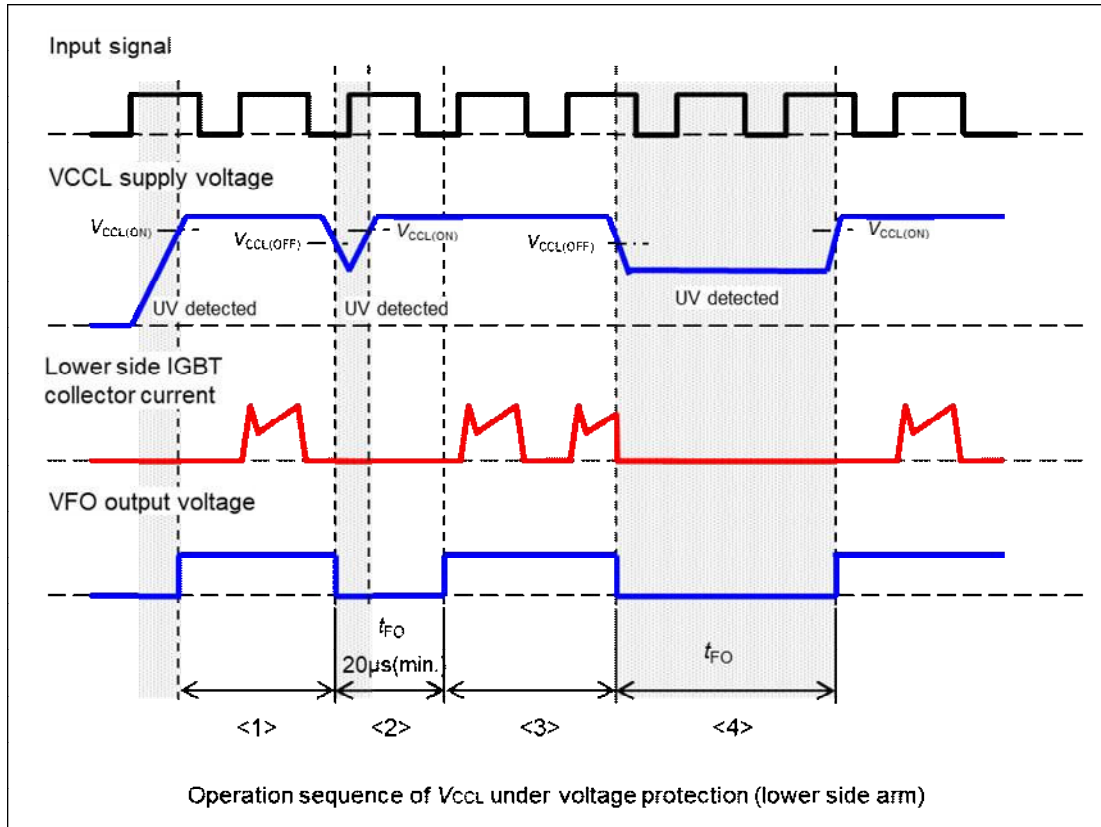 Input signal
VCCL supply voltage
VCCL(ON)
VCCL(OFF)
VCCL(ON)
VCCL(OFF)
VCCL(ON)
UV detected
UV detected
UV detected
Lower side IGBT
collector current
VFO output voltage
tFO
20µs(min.)
tFO
<1>
<2>
<3>
<4>
Operation sequence of VCCL under voltage protection (lower side arm)